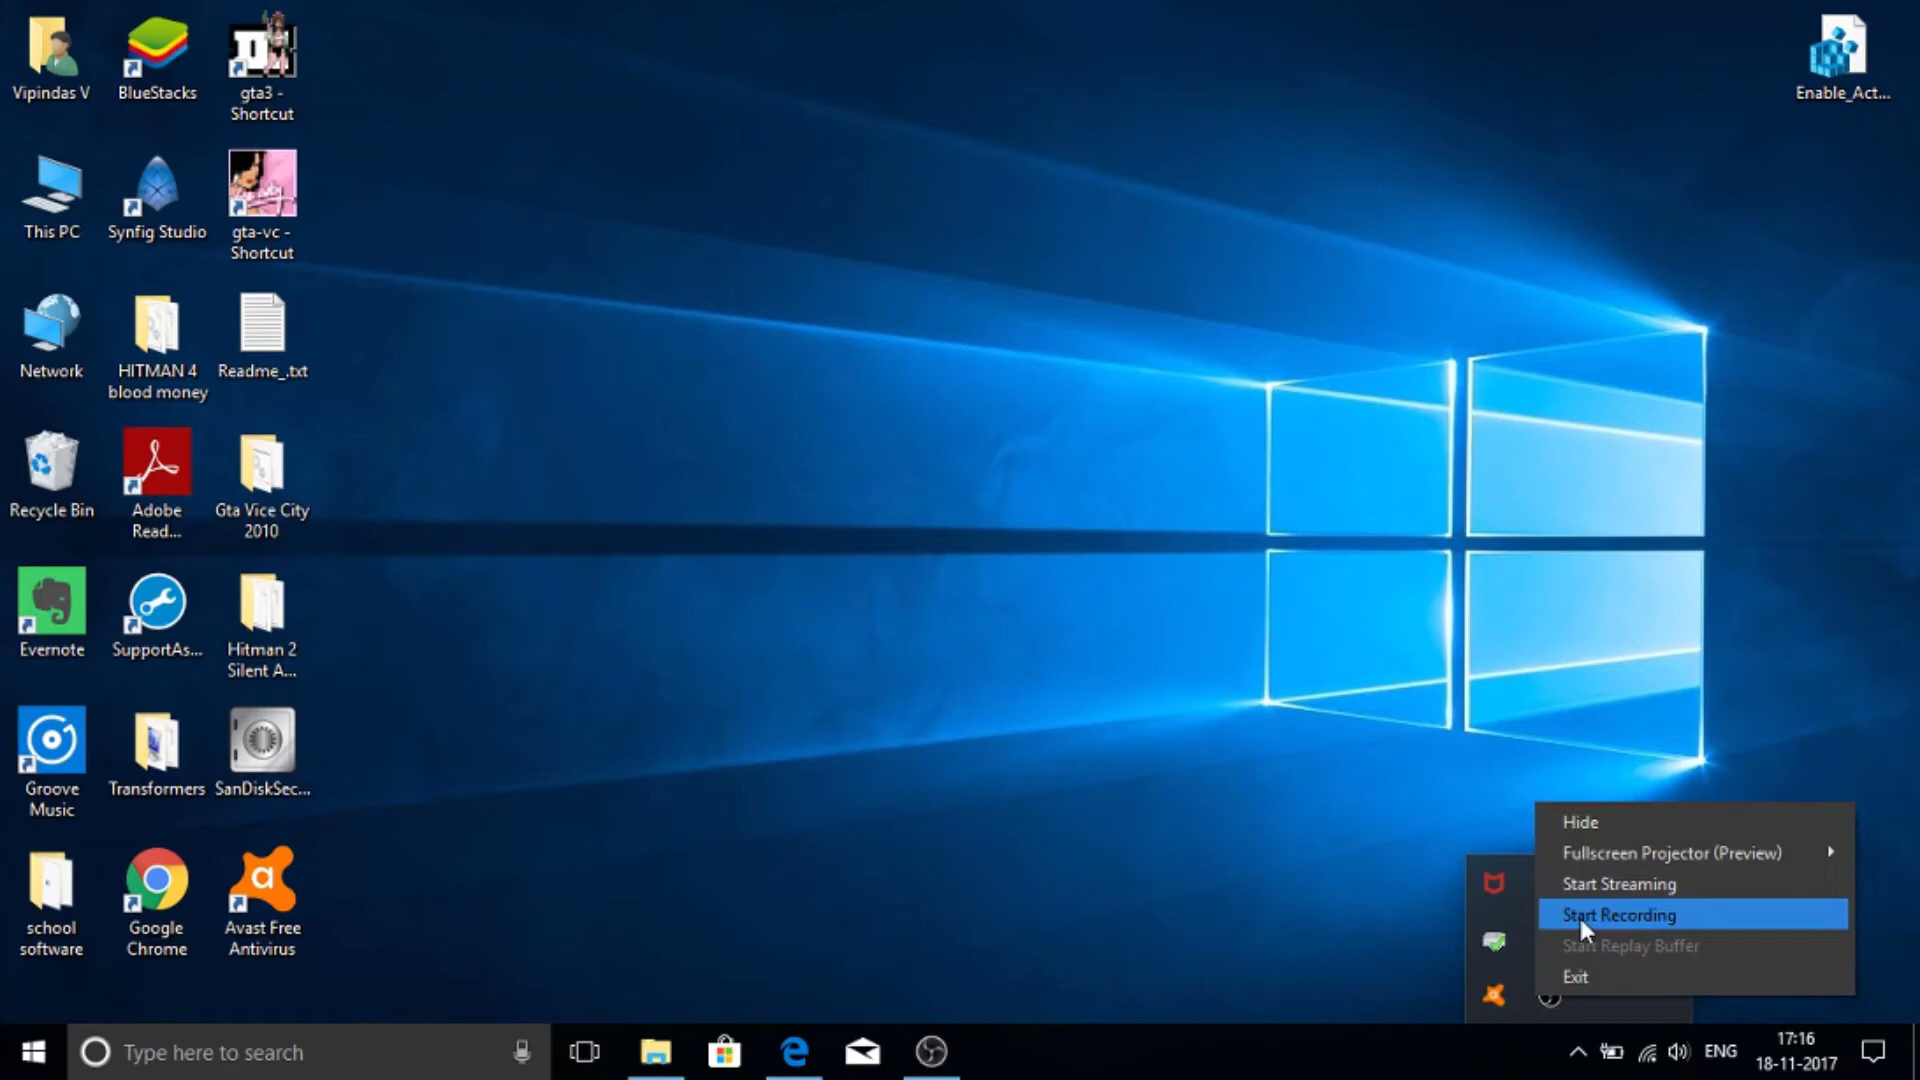 Vipindas V
BlueStacks
gta3 -
Shortcut
Enable_Act...
This PC
Synfig Studio
gta-vc -
Shortcut
Network
HITMAN 4
blood money
Readme_.txt
Recycle Bin
Adobe
Read...
Gta Vice City
2010
Evernote
SupportAs...
Hitman 2
Silent A...
Groove
Music
Transformers
SanDiskSec...
school
software
Google
Chrome
Avast Free
Antivirus
Hide
Fullscreen Projector (Preview)
Start Streaming
Start Recording
Start Replay Buffer
Exit
Type here to search
ENG
17:16
18-11-2017